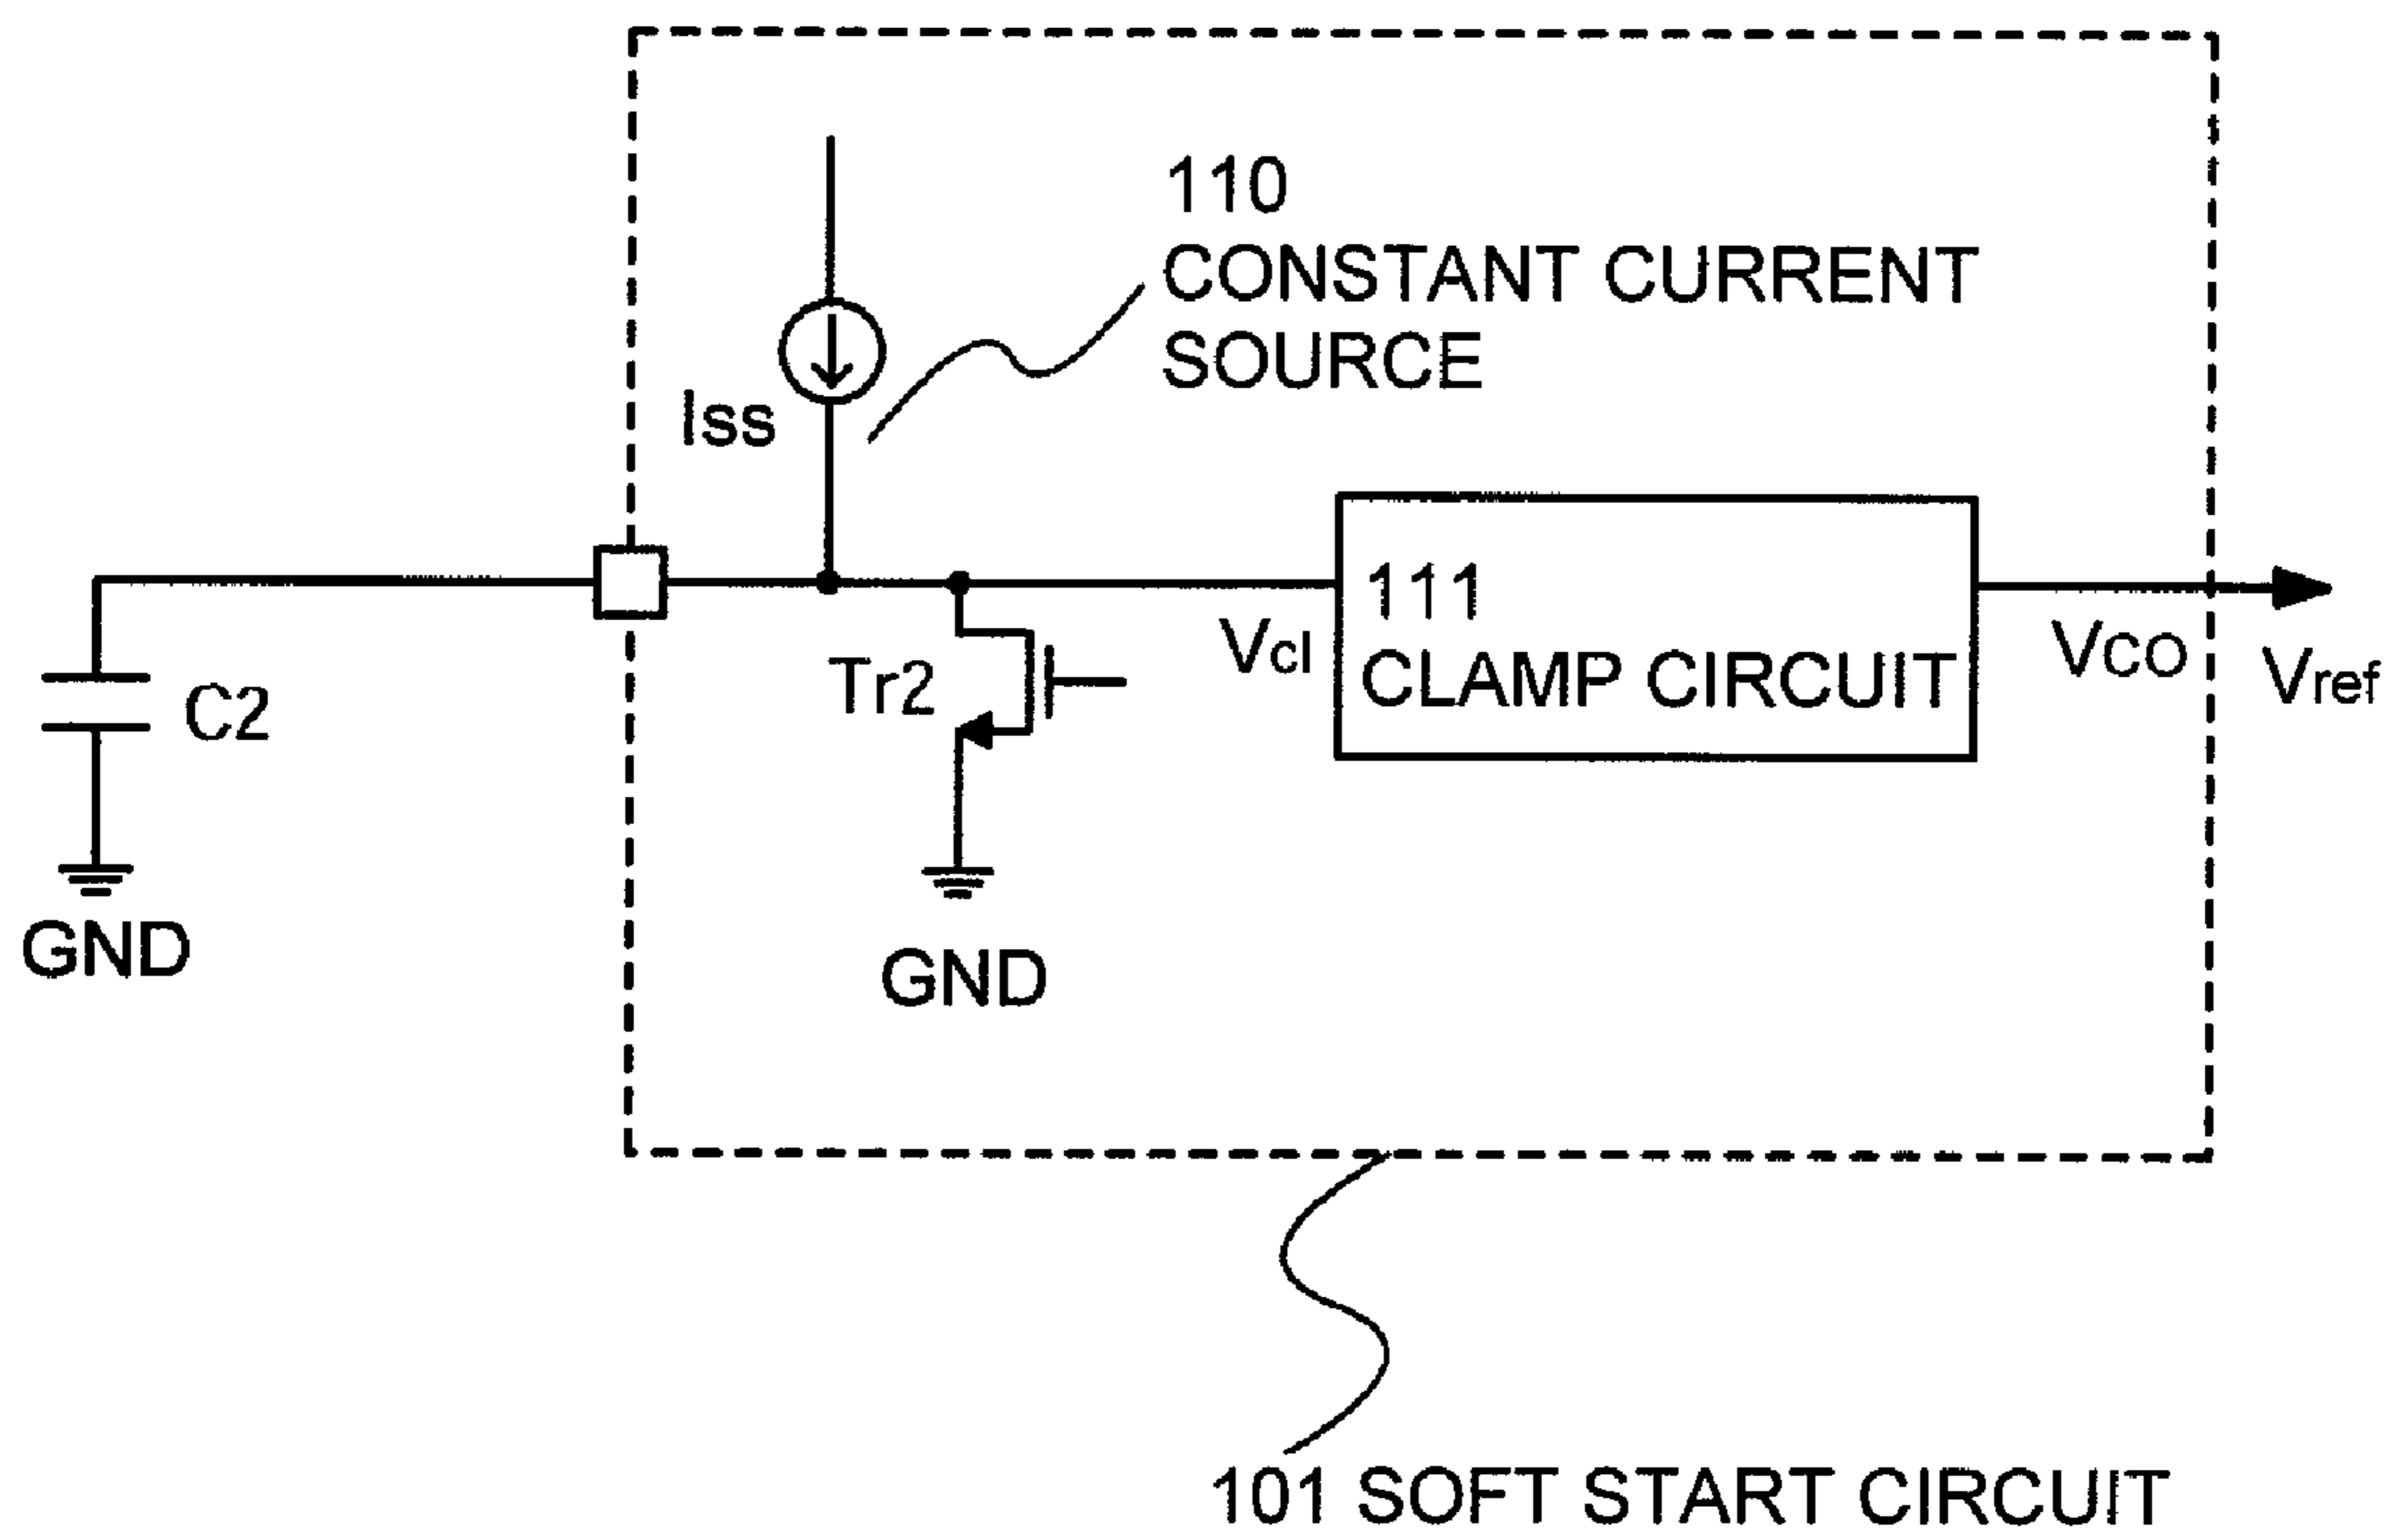 110
CONSTANT CURRENT
SOURCE
Iss
111
CLAMP CIRCUIT
Vcl
VCO
Vref
Tr2
C2
GND
GND
101 SOFT START CIRCUIT